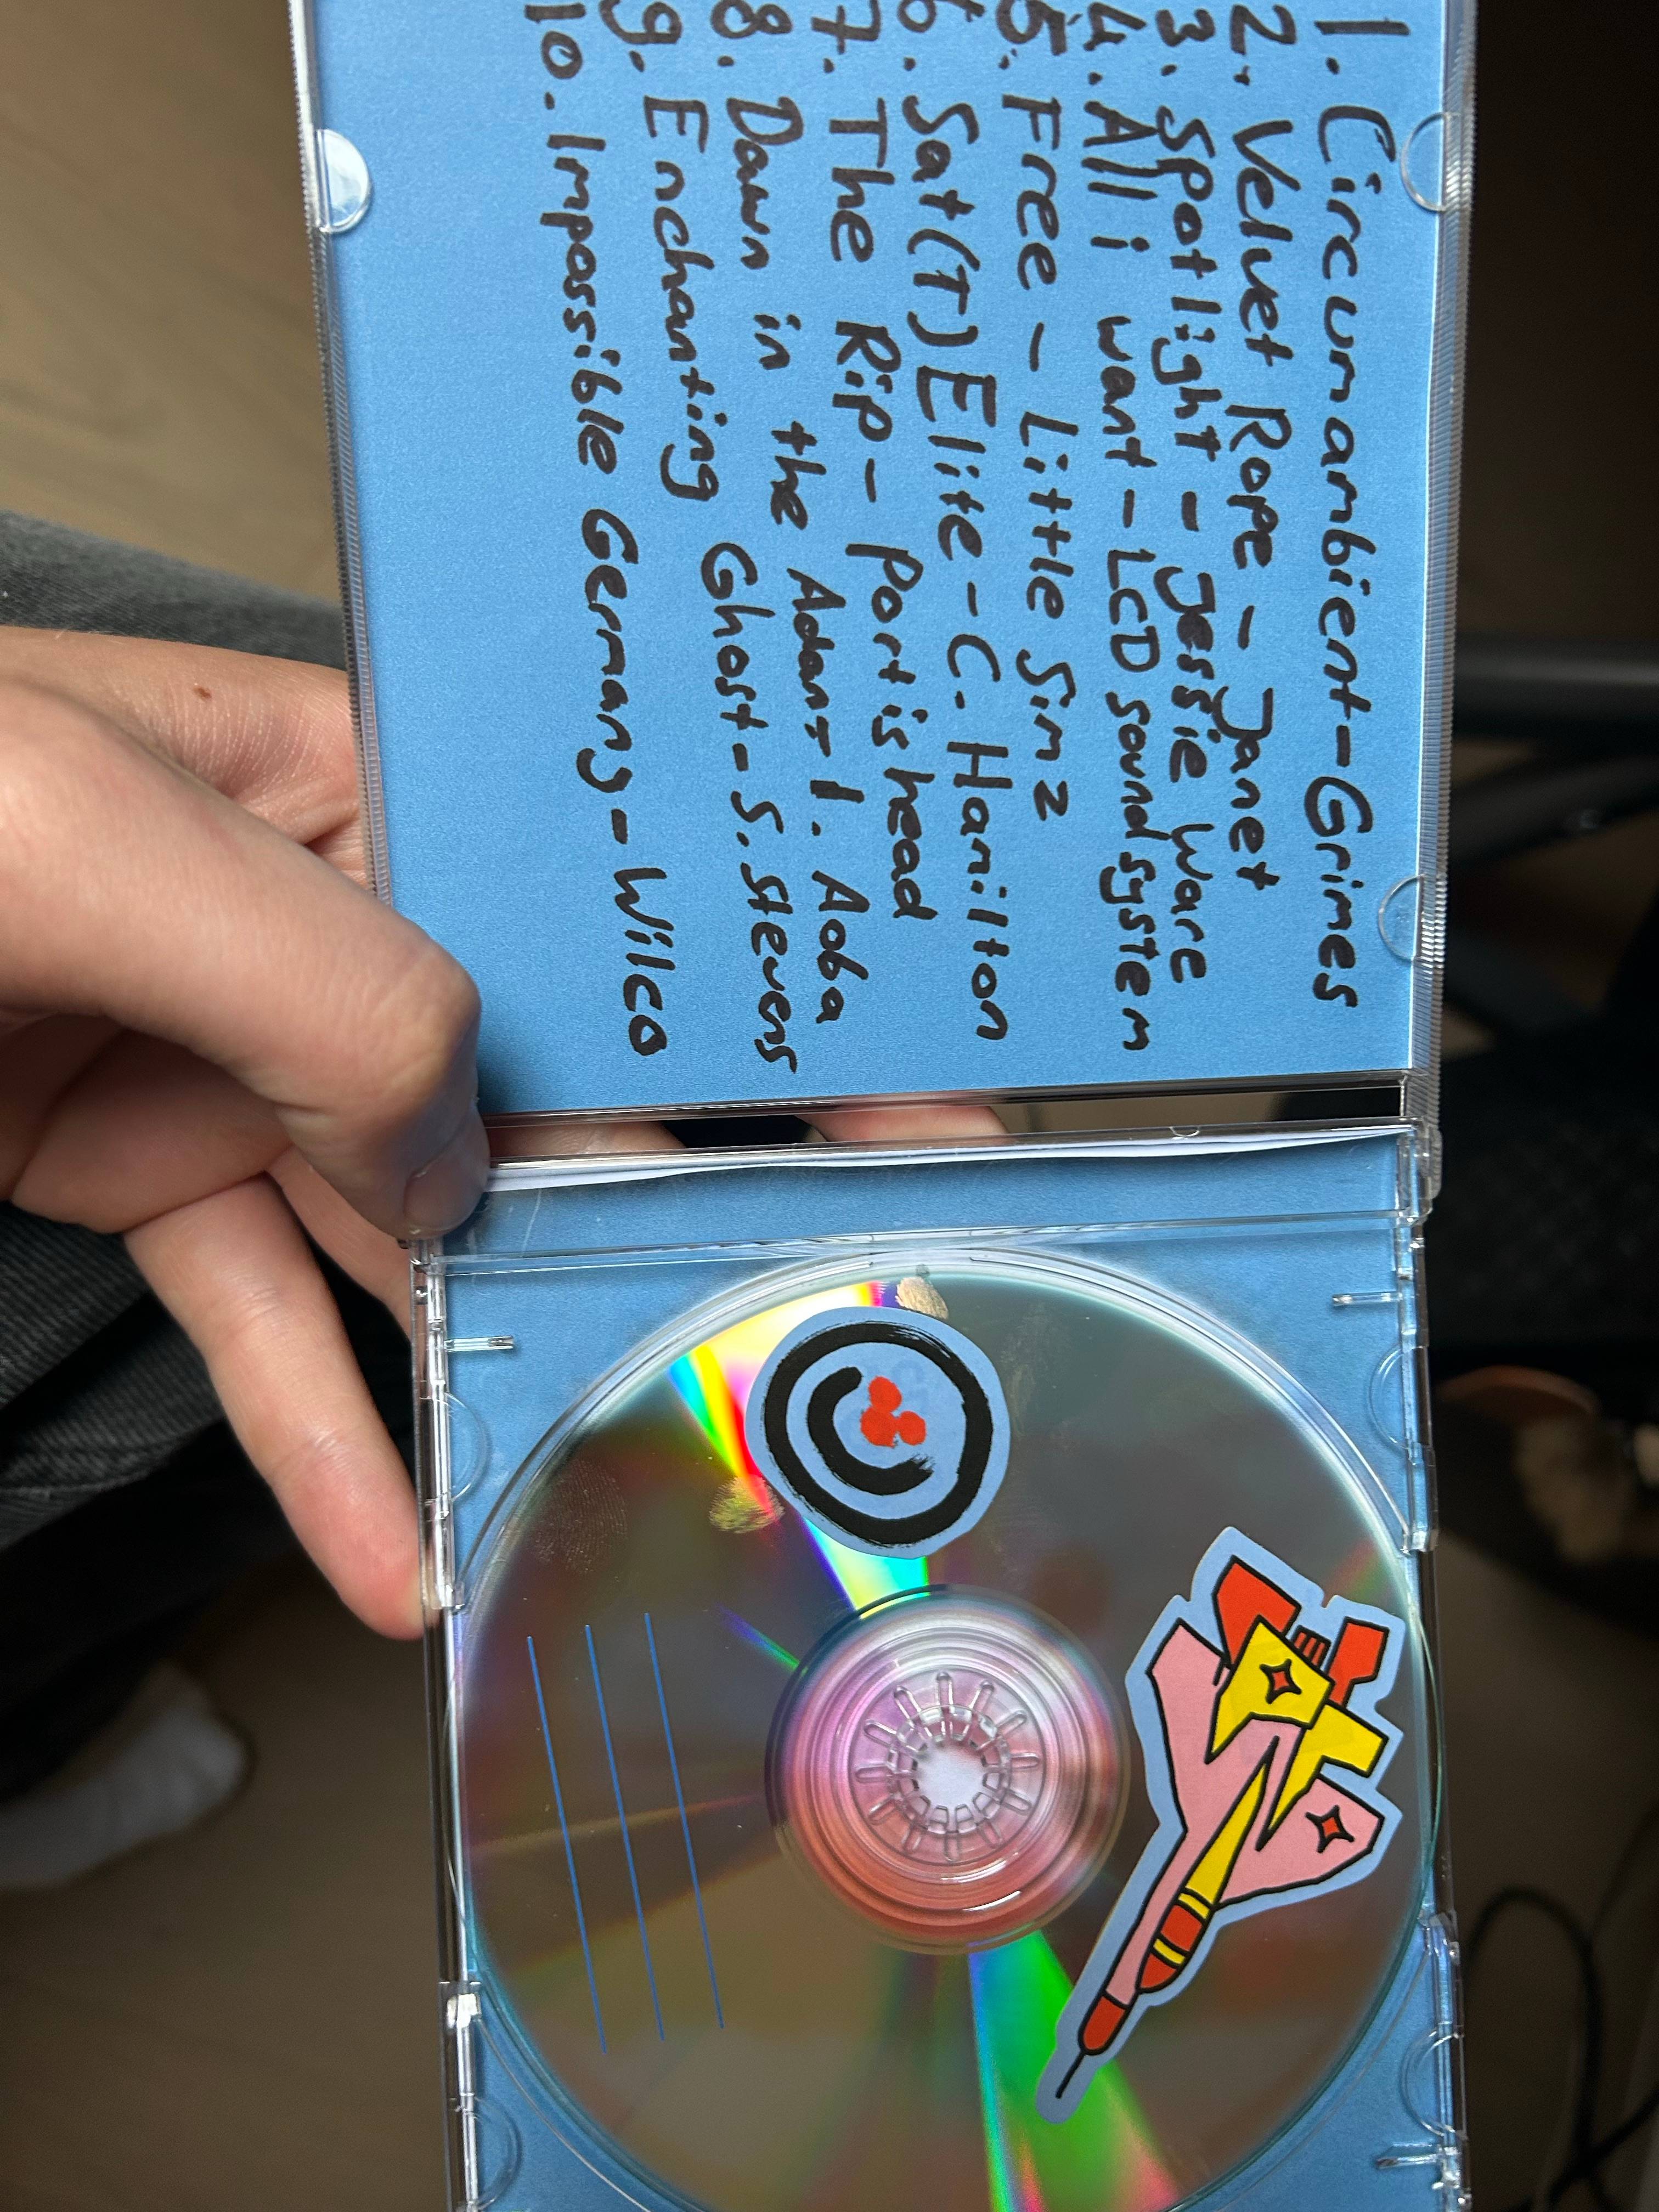 1. Circumambient-Grimes
2. Velvet Rope - Janet
3. Spotlight - Jessie Ware
4. All i want - LCD soundsystem
5. Free - Little Simz
6. Sat(T) Elite - C. Hamilton
7. The Rip - Portishead
8. Dawn in the Adan - I. Aoba
9. Enchanting Ghost - S. Stevens
10. Impossible Germany - Wilco